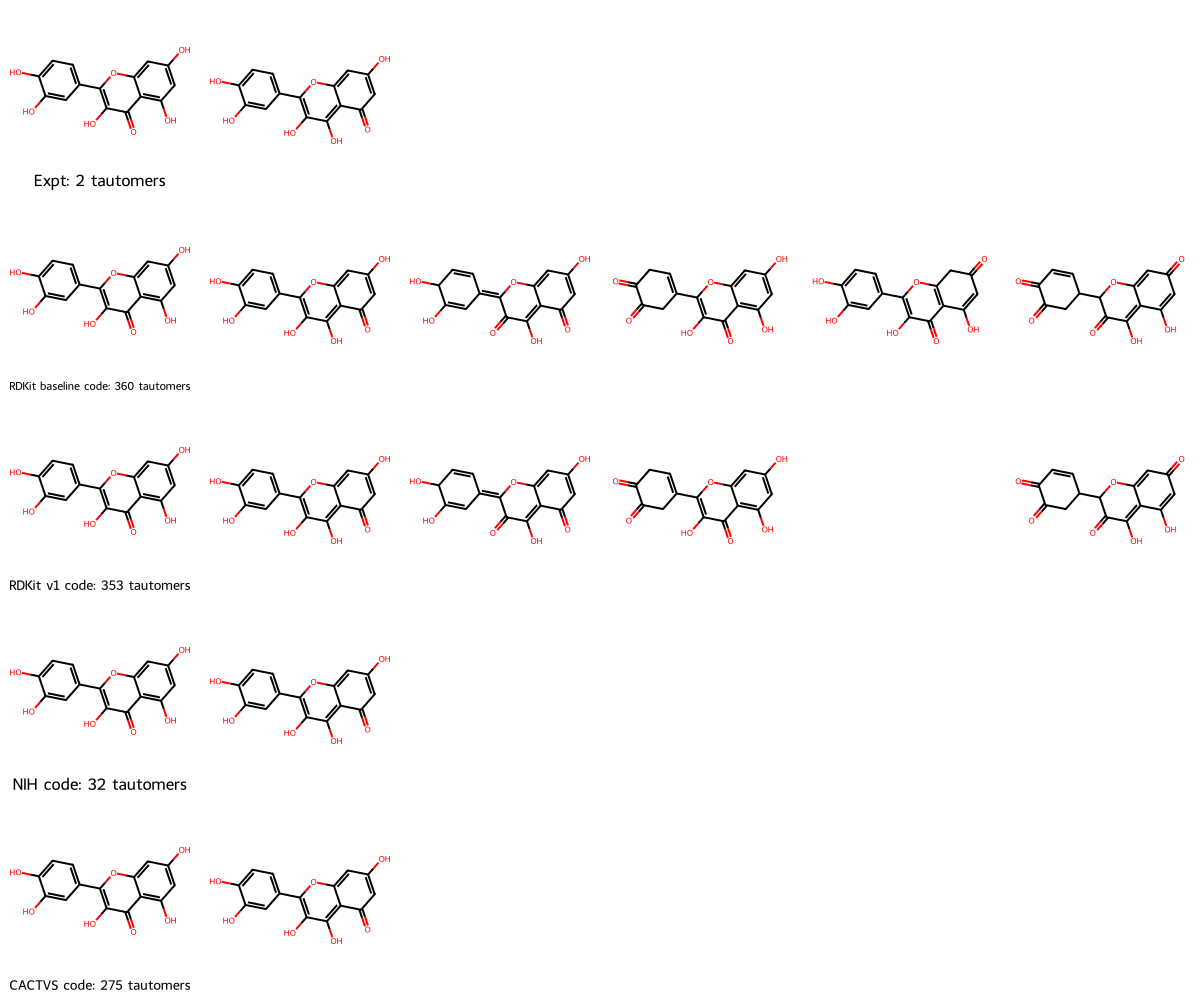 OH
HO O
HO OH
HO O
OH
HO O
HO O
HO OH
Expt: 2 tautomers
OH
HO O
HO OH
HO O
OH
HO O
HO O
HO OH
OH
HO O
HO O O
OH
OH
O O
O OH
HO O
O
HO O
HO OH
HO O
O
O O
O OH
O OH
RDKit baseline code: 360 tautomers
OH
HO O
HO OH
HO O
OH
HO O
HO O
HO OH
OH
HO O
HO O O
OH
OH
O O
O OH
HO O
O
O O
O OH
O OH
RDKit v1 code: 353 tautomers
OH
HO O
HO OH
HO O
OH
HO O
HO O
HO OH
NIH code: 32 tautomers
OH
HO O
HO OH
HO O
OH
HO O
HO O
HO OH
CACTVS code: 275 tautomers